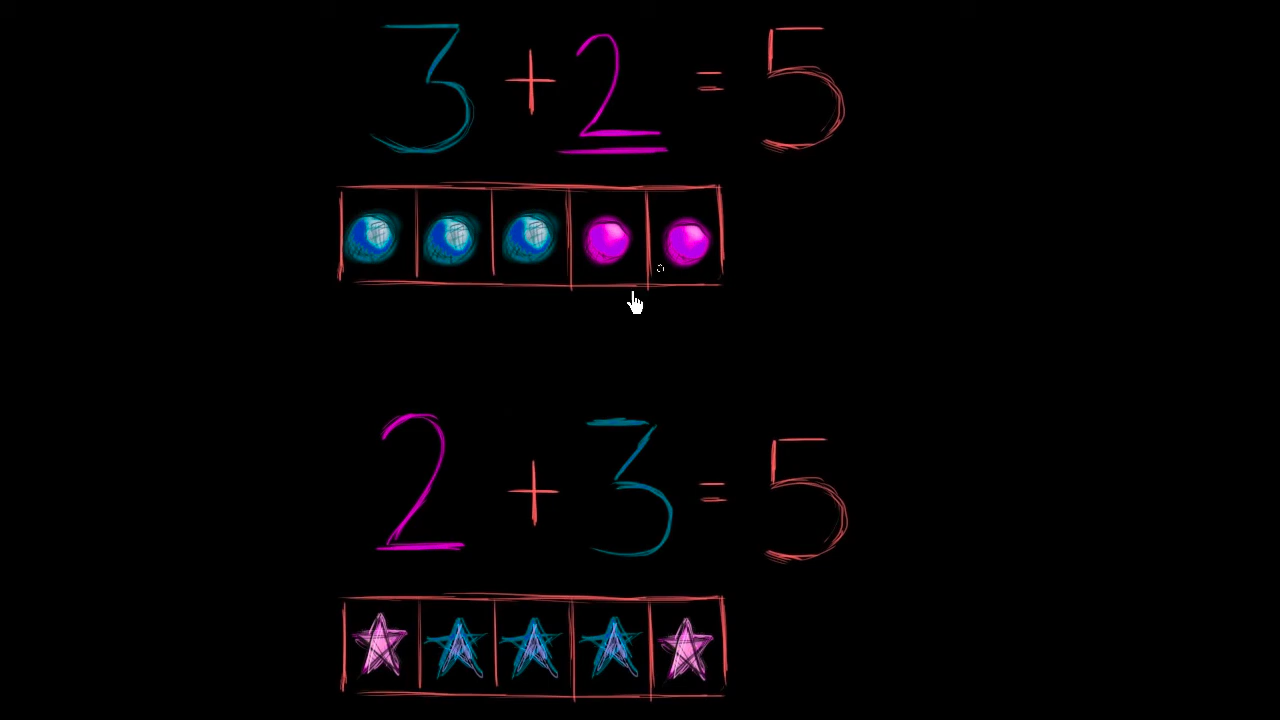 3 + 2 = 5
2 + 3 = 5